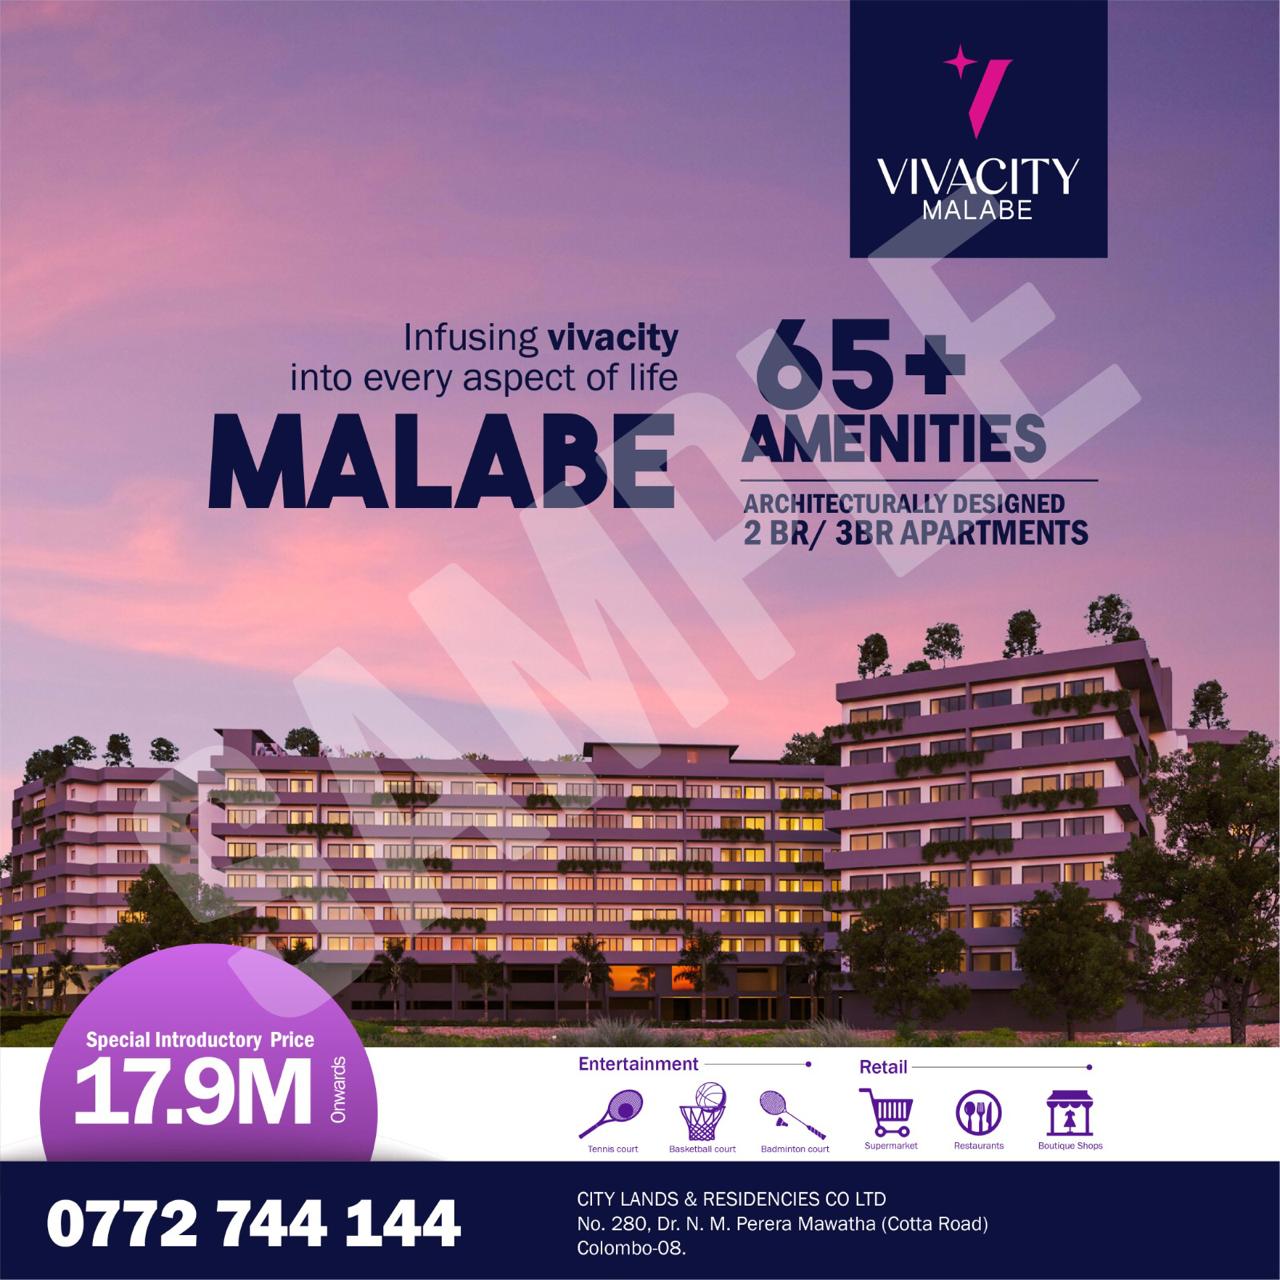 VIVACITY
MALABE
Infusing vivacity
into every aspect of life
MALABE
65+
AMENITIES
ARCHITECTURALLY DESIGNED
2 BR/ 3BR APARTMENTS
SAMPLE
Special Introductory Price
17.9M
Onwards
Entertainment
Tennis court
Basketball court
Badminton court
Retail
Supermarket
Restaurants
Boutique Shops
0772 744 144
CITY LANDS & RESIDENCIES CO LTD
No. 280, Dr. N. M. Perera Mawatha (Cotta Road)
Colombo-08.